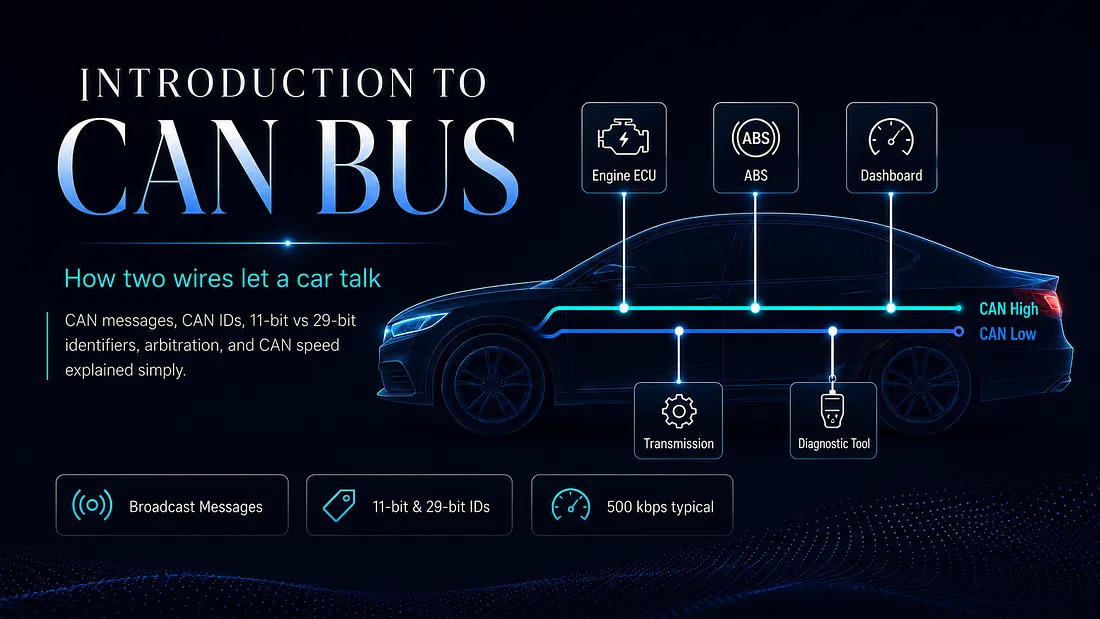 INTRODUCTION TO
CAN BUS
How two wires let a car talk
CAN messages, CAN IDs, 11-bit vs 29-bit
identifiers, arbitration, and CAN speed
explained simply.
Engine ECU
ABS
ABS
Dashboard
CAN High
CAN Low
Transmission
Diagnostic Tool
Broadcast Messages
11-bit & 29-bit IDs
500 kbps typical